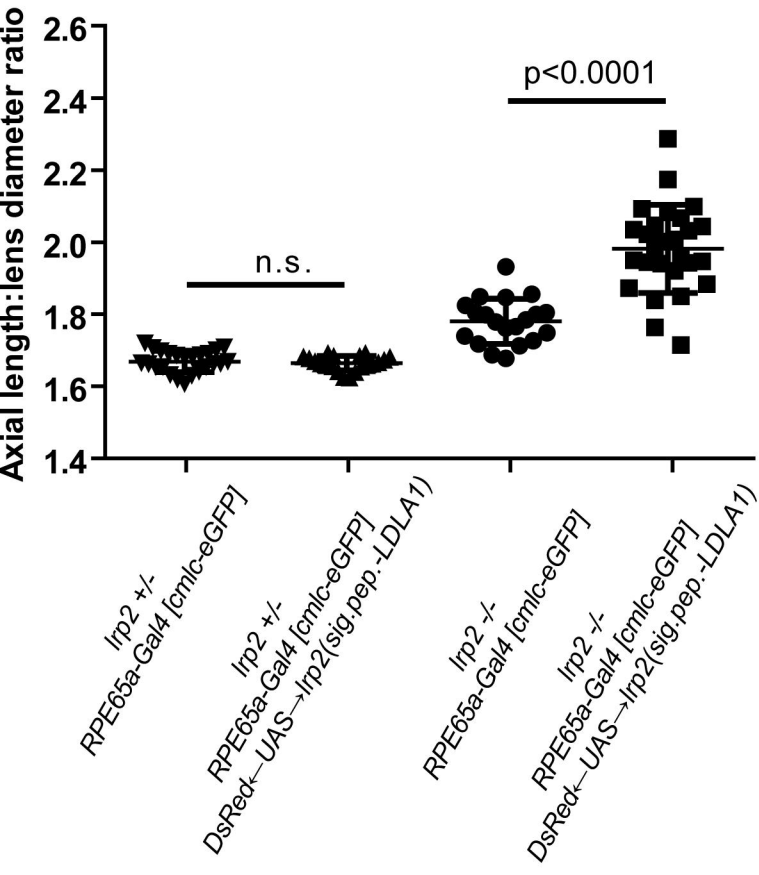 Axial length:lens diameter ratio
2.6
2.4
2.2
2.0
1.8
1.6
1.4
n.s.
p<0.0001
lrp2 +/-
RPE65a-Gal4 [cmlc-eGFP]
lrp2 +/-
RPE65a-Gal4 [cmlc-eGFP]
DsRed←UAS→lrp2(sig.pep.-LDLA1)
lrp2 -/-
RPE65a-Gal4 [cmlc-eGFP]
lrp2 -/-
RPE65a-Gal4 [cmlc-eGFP]
DsRed←UAS→lrp2(sig.pep.-LDLA1)